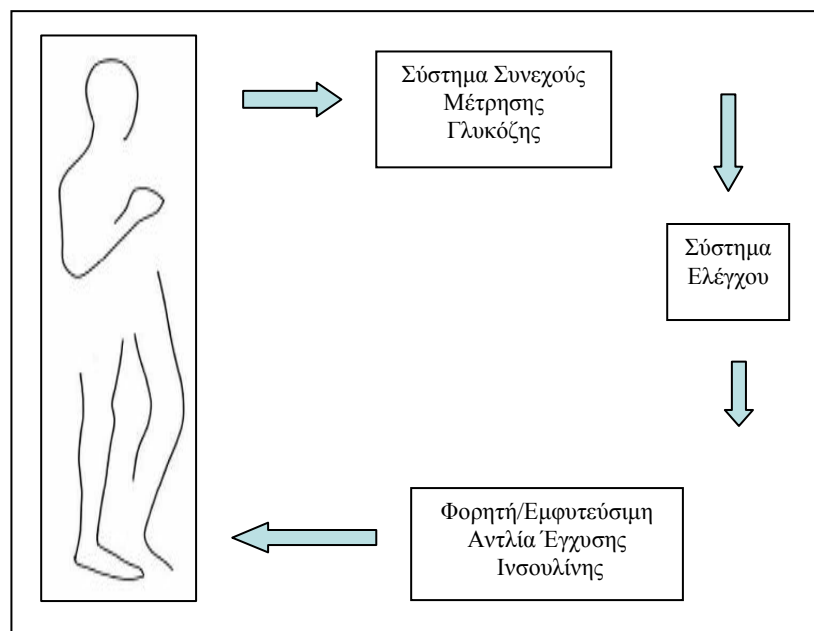 Σύστημα Συνεχούς
Μέτρησης
Γλυκόζης
Σύστημα
Ελέγχου
Φορητή/Εμφυτεύσιμη
Αντλία Έγχυσης
Ινσουλίνης